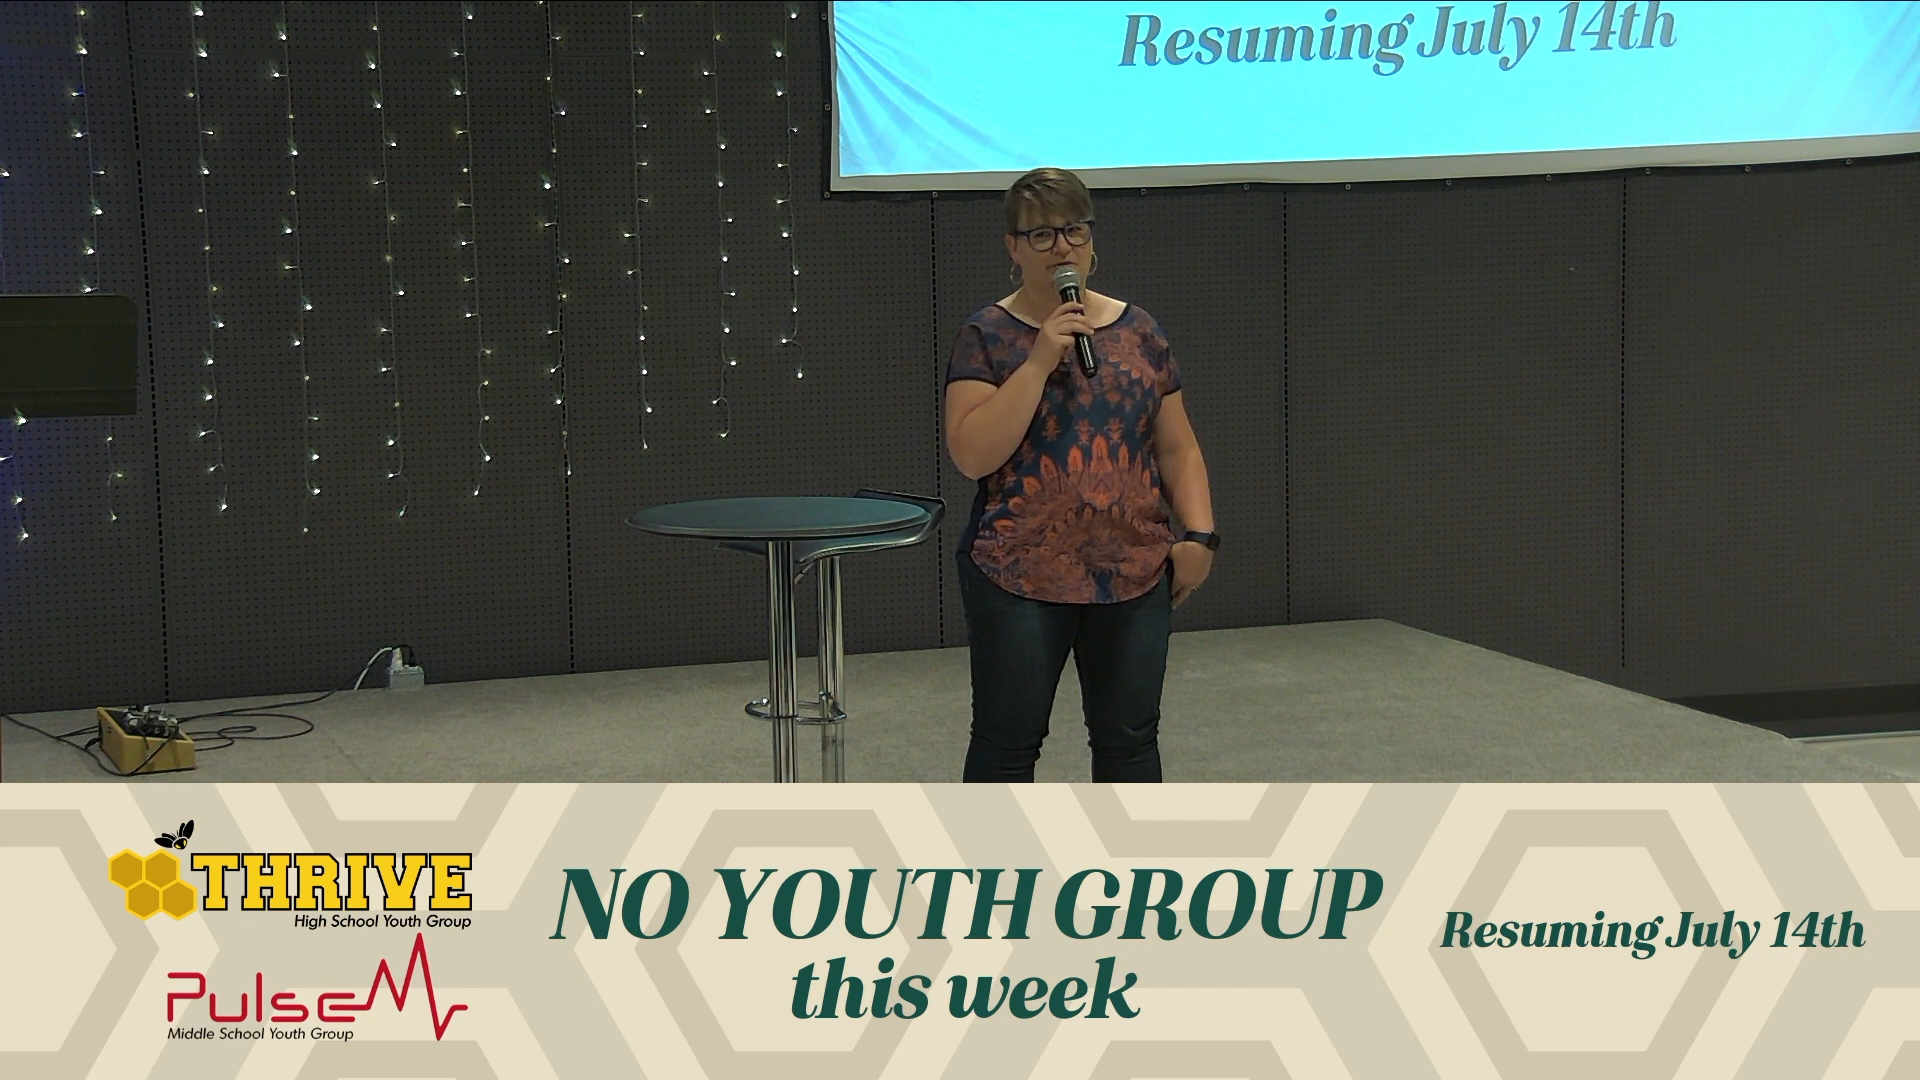 Resuming July 14th
THRIVE
High School Youth Group
Pulse
Middle School Youth Group
NO YOUTH GROUP
this week
Resuming July 14th